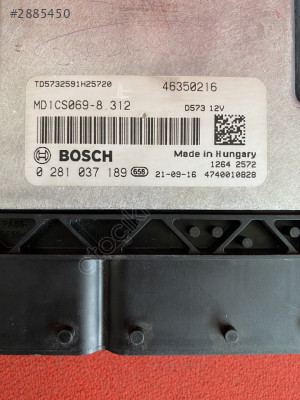 #2885450
TD5732591H25720
46350216
MD1CS069-8.312
D573 12V
BOSCH
Made in Hungary
1264 2572
0 281 037 189 658
21-09-16 4740010828